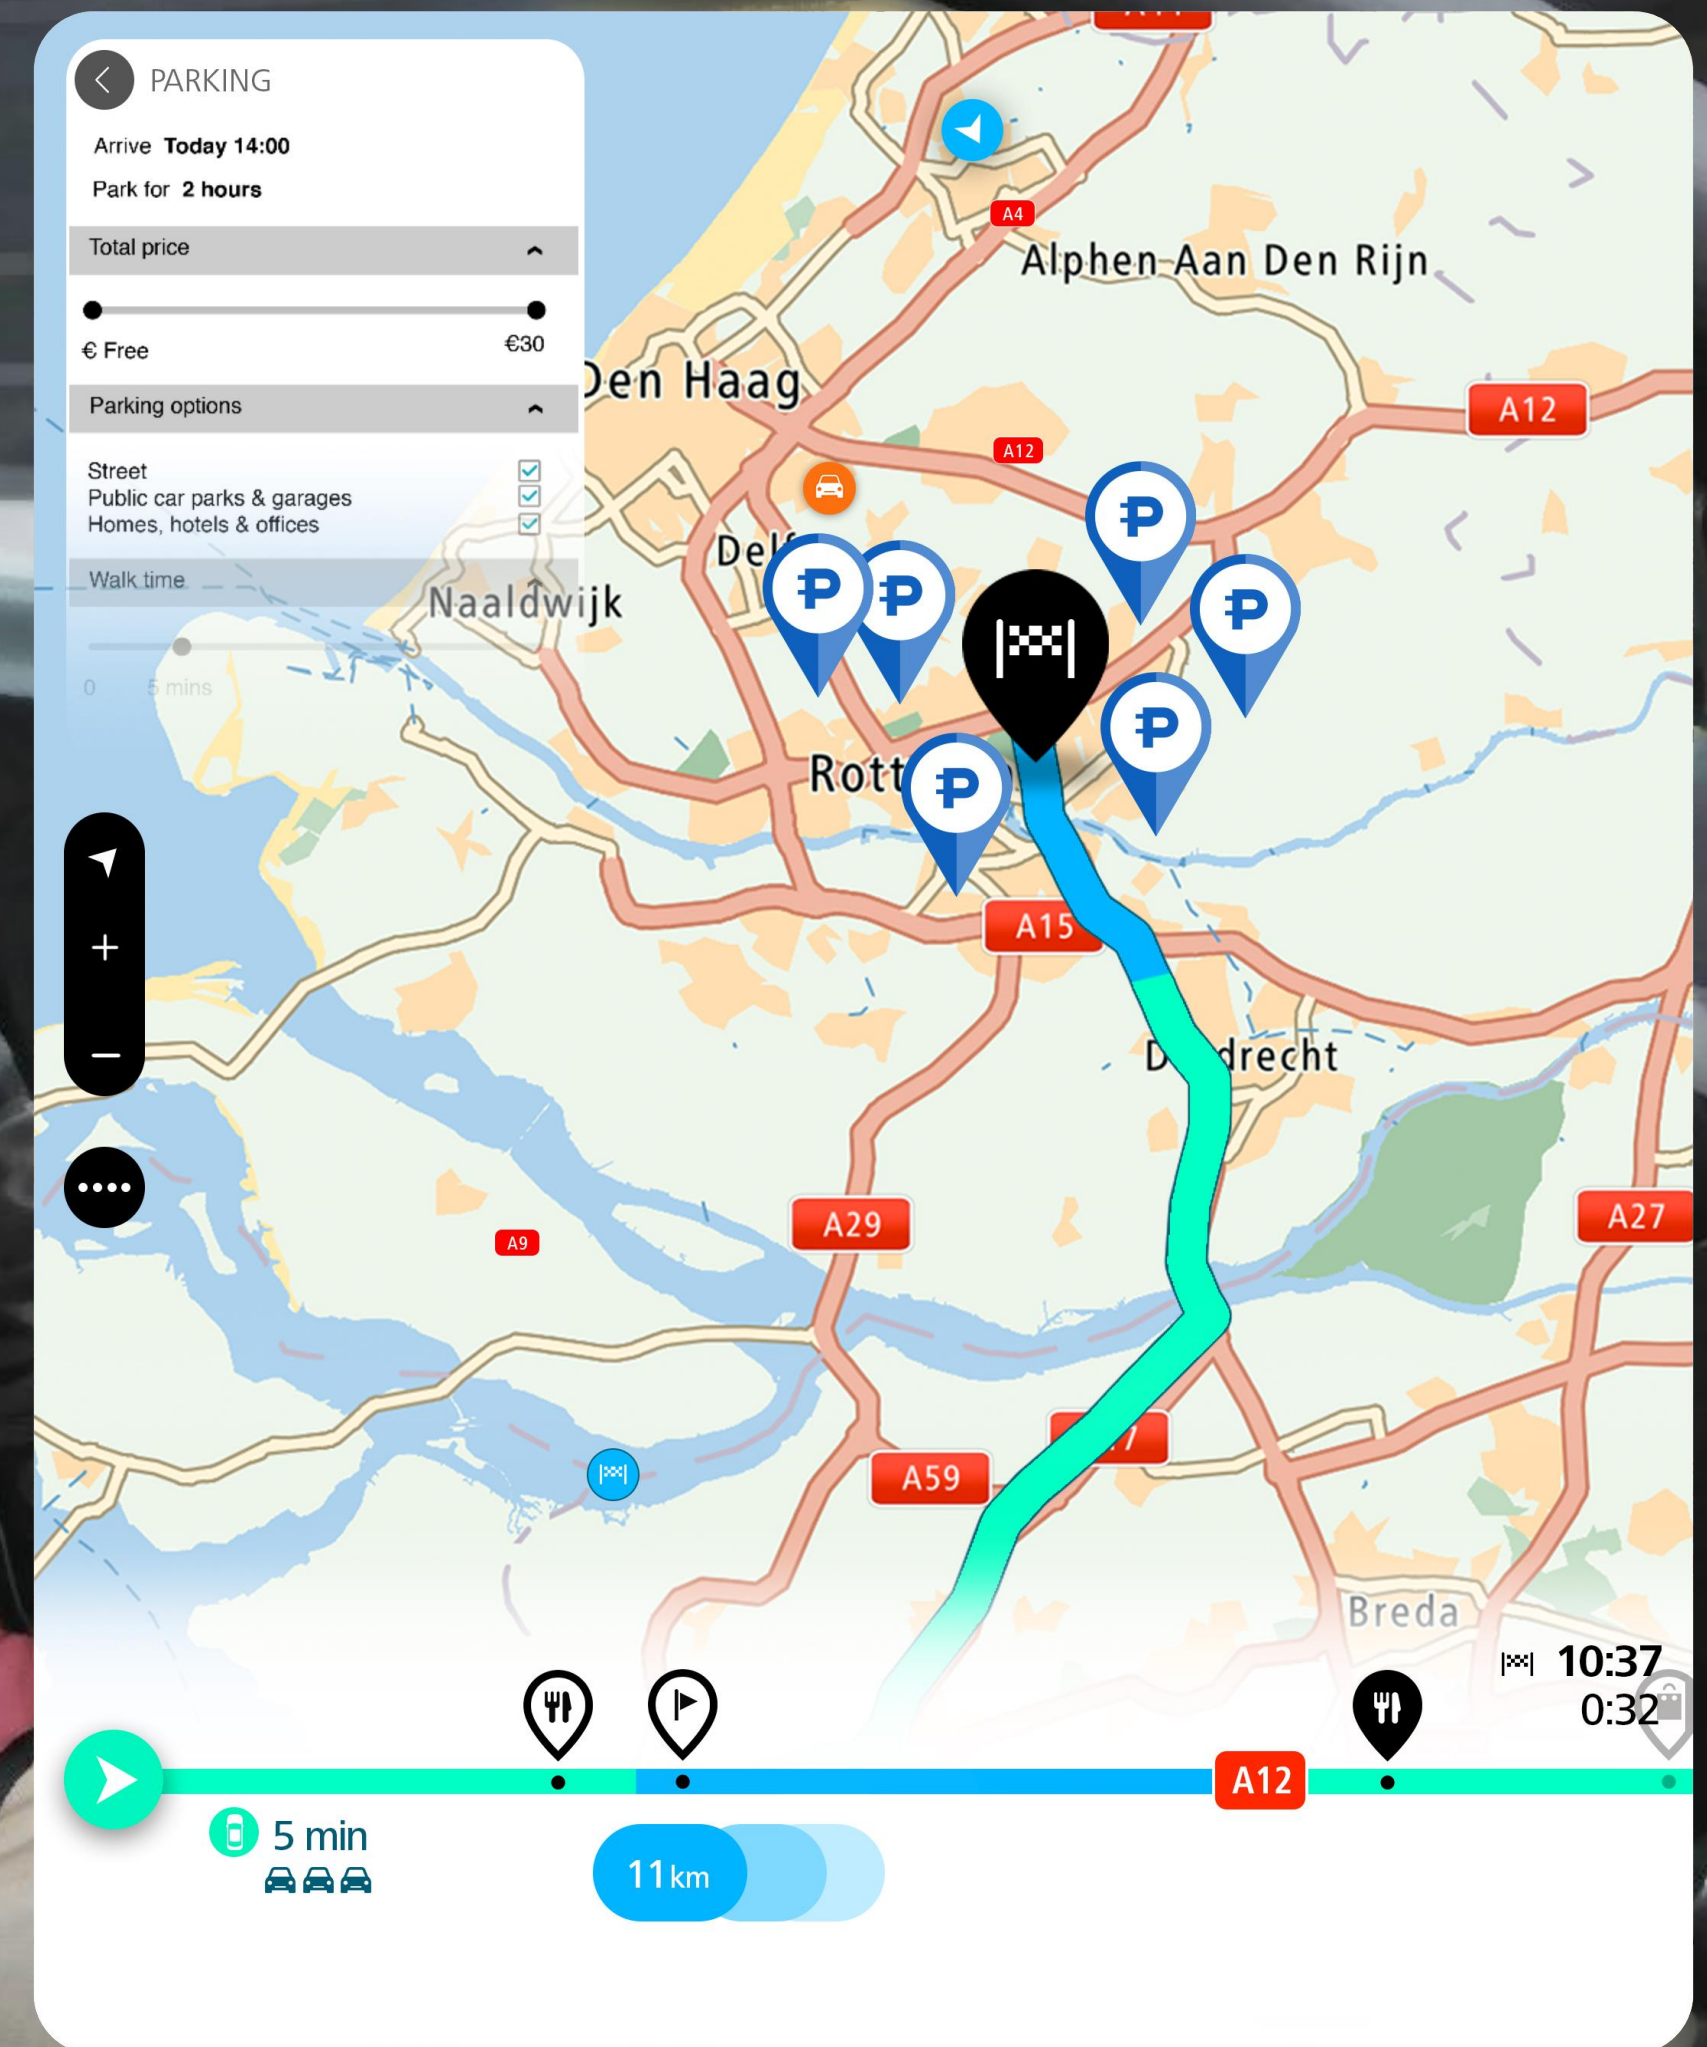 PARKING
Arrive Today 14:00
Park for 2 hours
Total price
€ Free
€30
Parking options
Street
Public car parks & garages
Homes, hotels & offices
Walk time
0
5 mins
A4
Alphen Aan Den Rijn
Den Haag
A12
A12
Naaldwijk
A15
A29
A9
A27
A59
Breda
10:37
0:32
A12
5 min
11 km